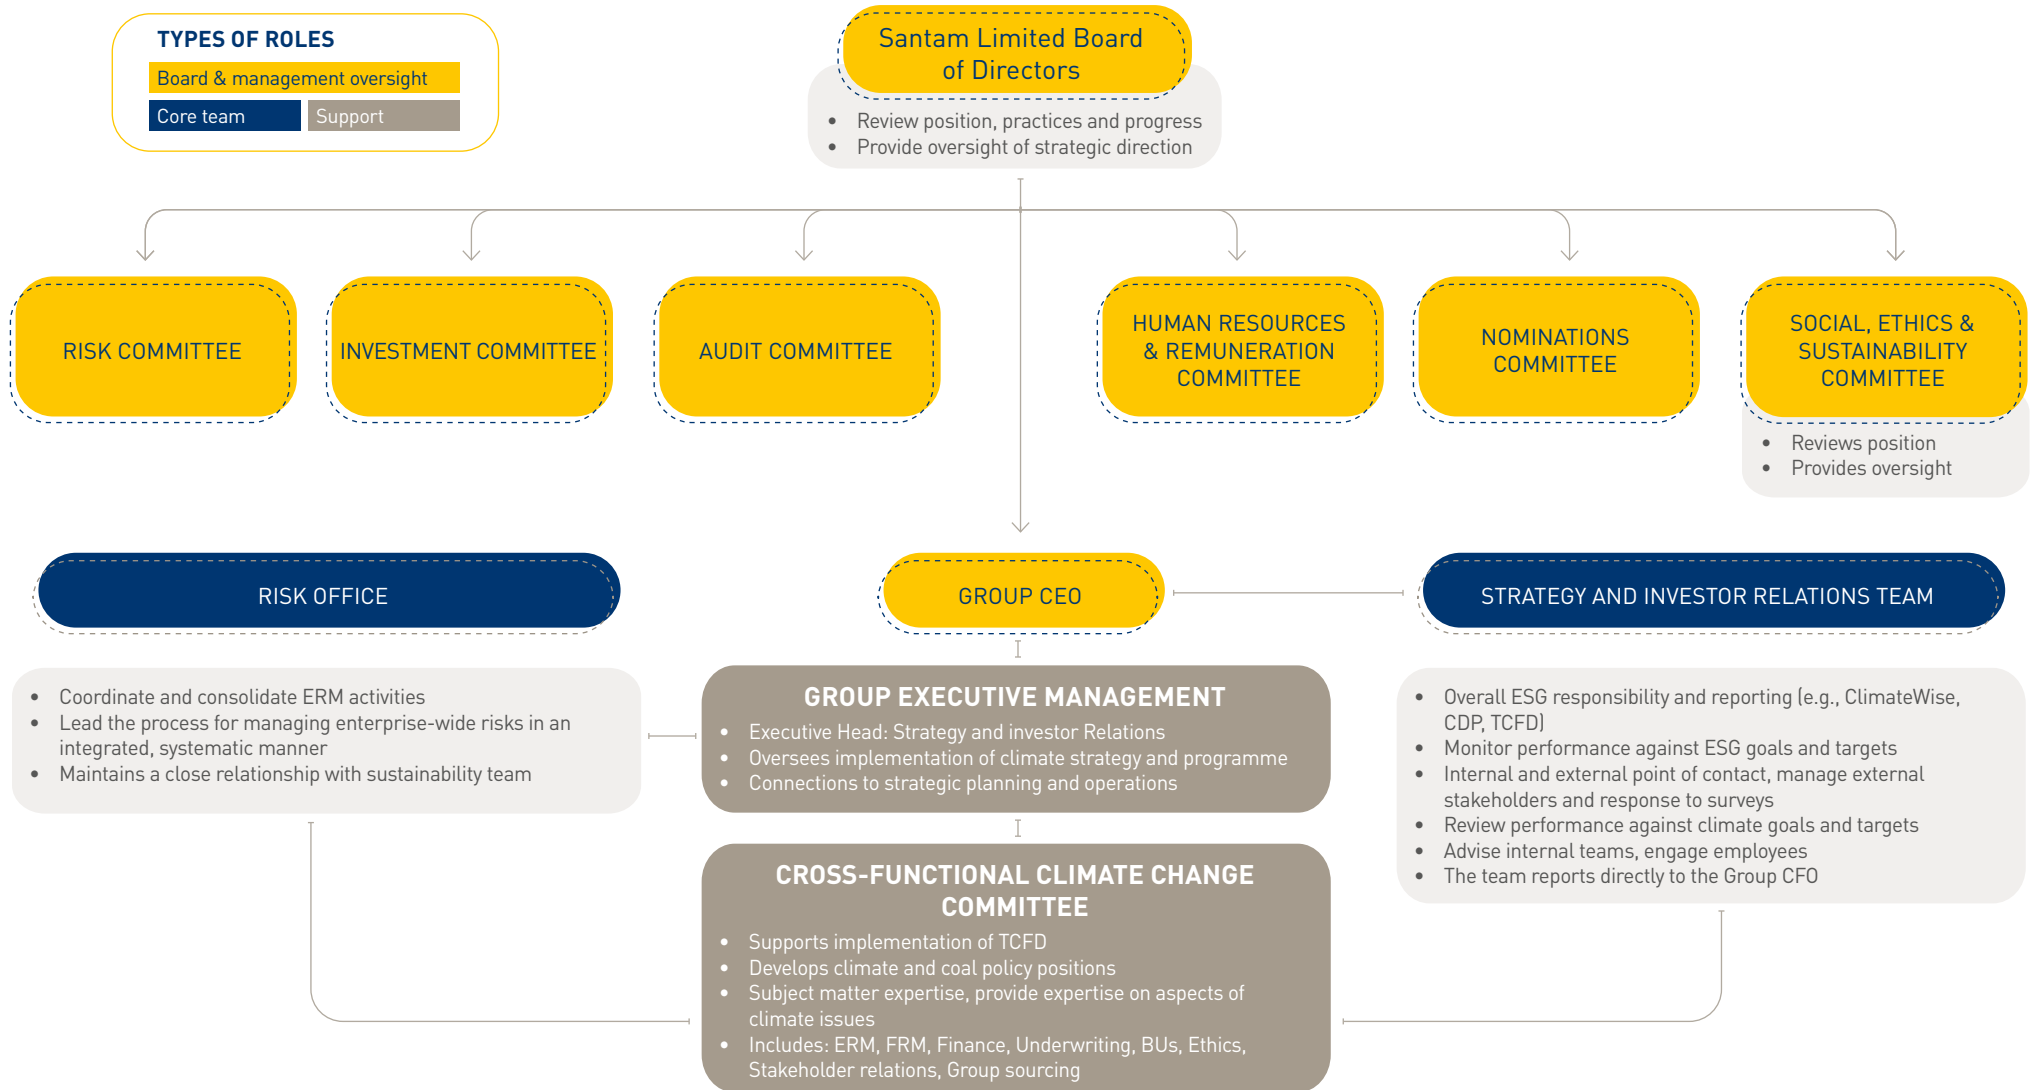 TYPES OF ROLES
Board & management oversight
Core team
Support
Santam Limited Board
of Directors
• Review position, practices and progress
• Provide oversight of strategic direction
RISK COMMITTEE
INVESTMENT COMMITTEE
AUDIT COMMITTEE
HUMAN RESOURCES
& REMUNERATION
COMMITTEE
NOMINATIONS
COMMITTEE
SOCIAL, ETHICS &
SUSTAINABILITY
COMMITTEE
• Reviews position
• Provides oversight
RISK OFFICE
• Coordinate and consolidate ERM activities
• Lead the process for managing enterprise-wide risks in an
integrated, systematic manner
• Maintains a close relationship with sustainability team
GROUP CEO
GROUP EXECUTIVE MANAGEMENT
• Executive Head: Strategy and investor Relations
• Oversees implementation of climate strategy and programme
• Connections to strategic planning and operations
CROSS-FUNCTIONAL CLIMATE CHANGE
COMMITTEE
• Supports implementation of TCFD
• Develops climate and coal policy positions
• Subject matter expertise, provide expertise on aspects of
climate issues
• Includes: ERM, FRM, Finance, Underwriting, BUs, Ethics,
Stakeholder relations, Group sourcing
STRATEGY AND INVESTOR RELATIONS TEAM
• Overall ESG responsibility and reporting (e.g., ClimateWise,
CDP, TCFD)
• Monitor performance against ESG goals and targets
• Internal and external point of contact, manage external
stakeholders and response to surveys
• Review performance against climate goals and targets
• Advise internal teams, engage employees
• The team reports directly to the Group CFO